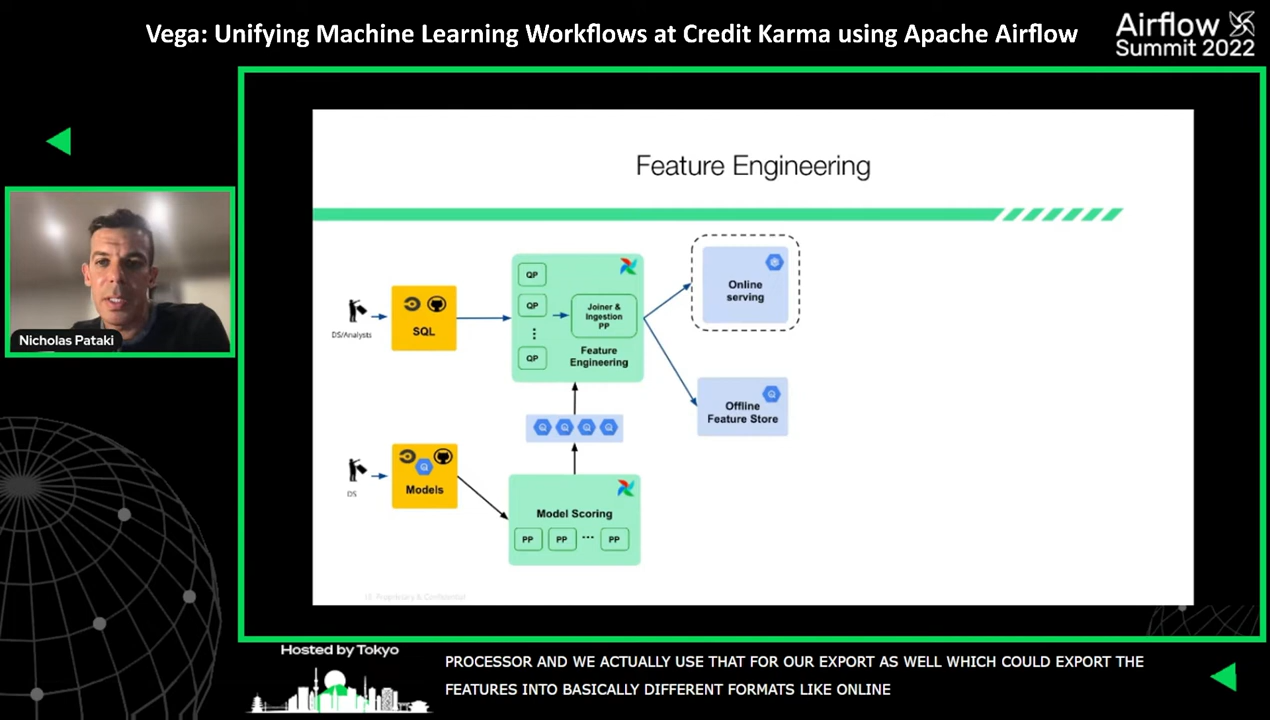 Vega: Unifying Machine Learning Workflows at Credit Karma using Apache Airflow
Airflow
Summit 2022
Feature Engineering
DS/Analysts
SQL
QP
QP
QP
Joiner &
Ingestion
PP
Feature
Engineering
Online
serving
Offline
Feature Store
DS
Models
Model Scoring
PP
PP
...
PP
Proprietary & Confidential
Nicholas Pataki
Hosted by Tokyo
PROCESSOR AND WE ACTUALLY USE THAT FOR OUR EXPORT AS WELL WHICH COULD EXPORT THE
FEATURES INTO BASICALLY DIFFERENT FORMATS LIKE ONLINE